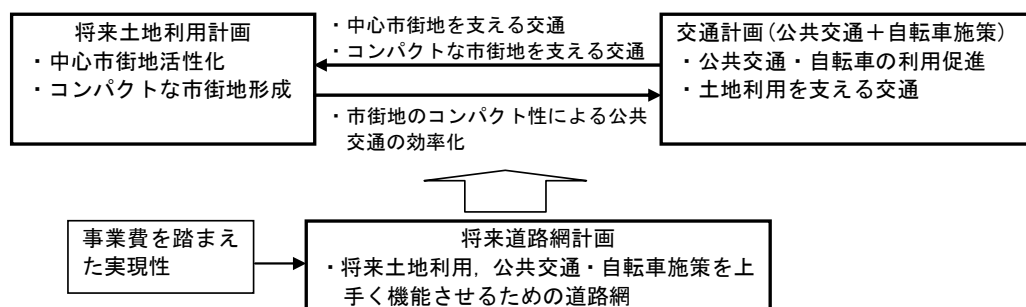 将来土地利用計画
・中心市街地活性化
・コンパクトな市街地形成
・中心市街地を支える交通
・コンパクトな市街地を支える交通
・市街地のコンパクト性による公共
交通の効率化
交通計画(公共交通＋自転車施策)
・公共交通・自転車の利用促進
・土地利用を支える交通
事業費を踏まえ
た実現性
将来道路網計画
・将来土地利用，公共交通・自転車施策を上
手く機能させるための道路網